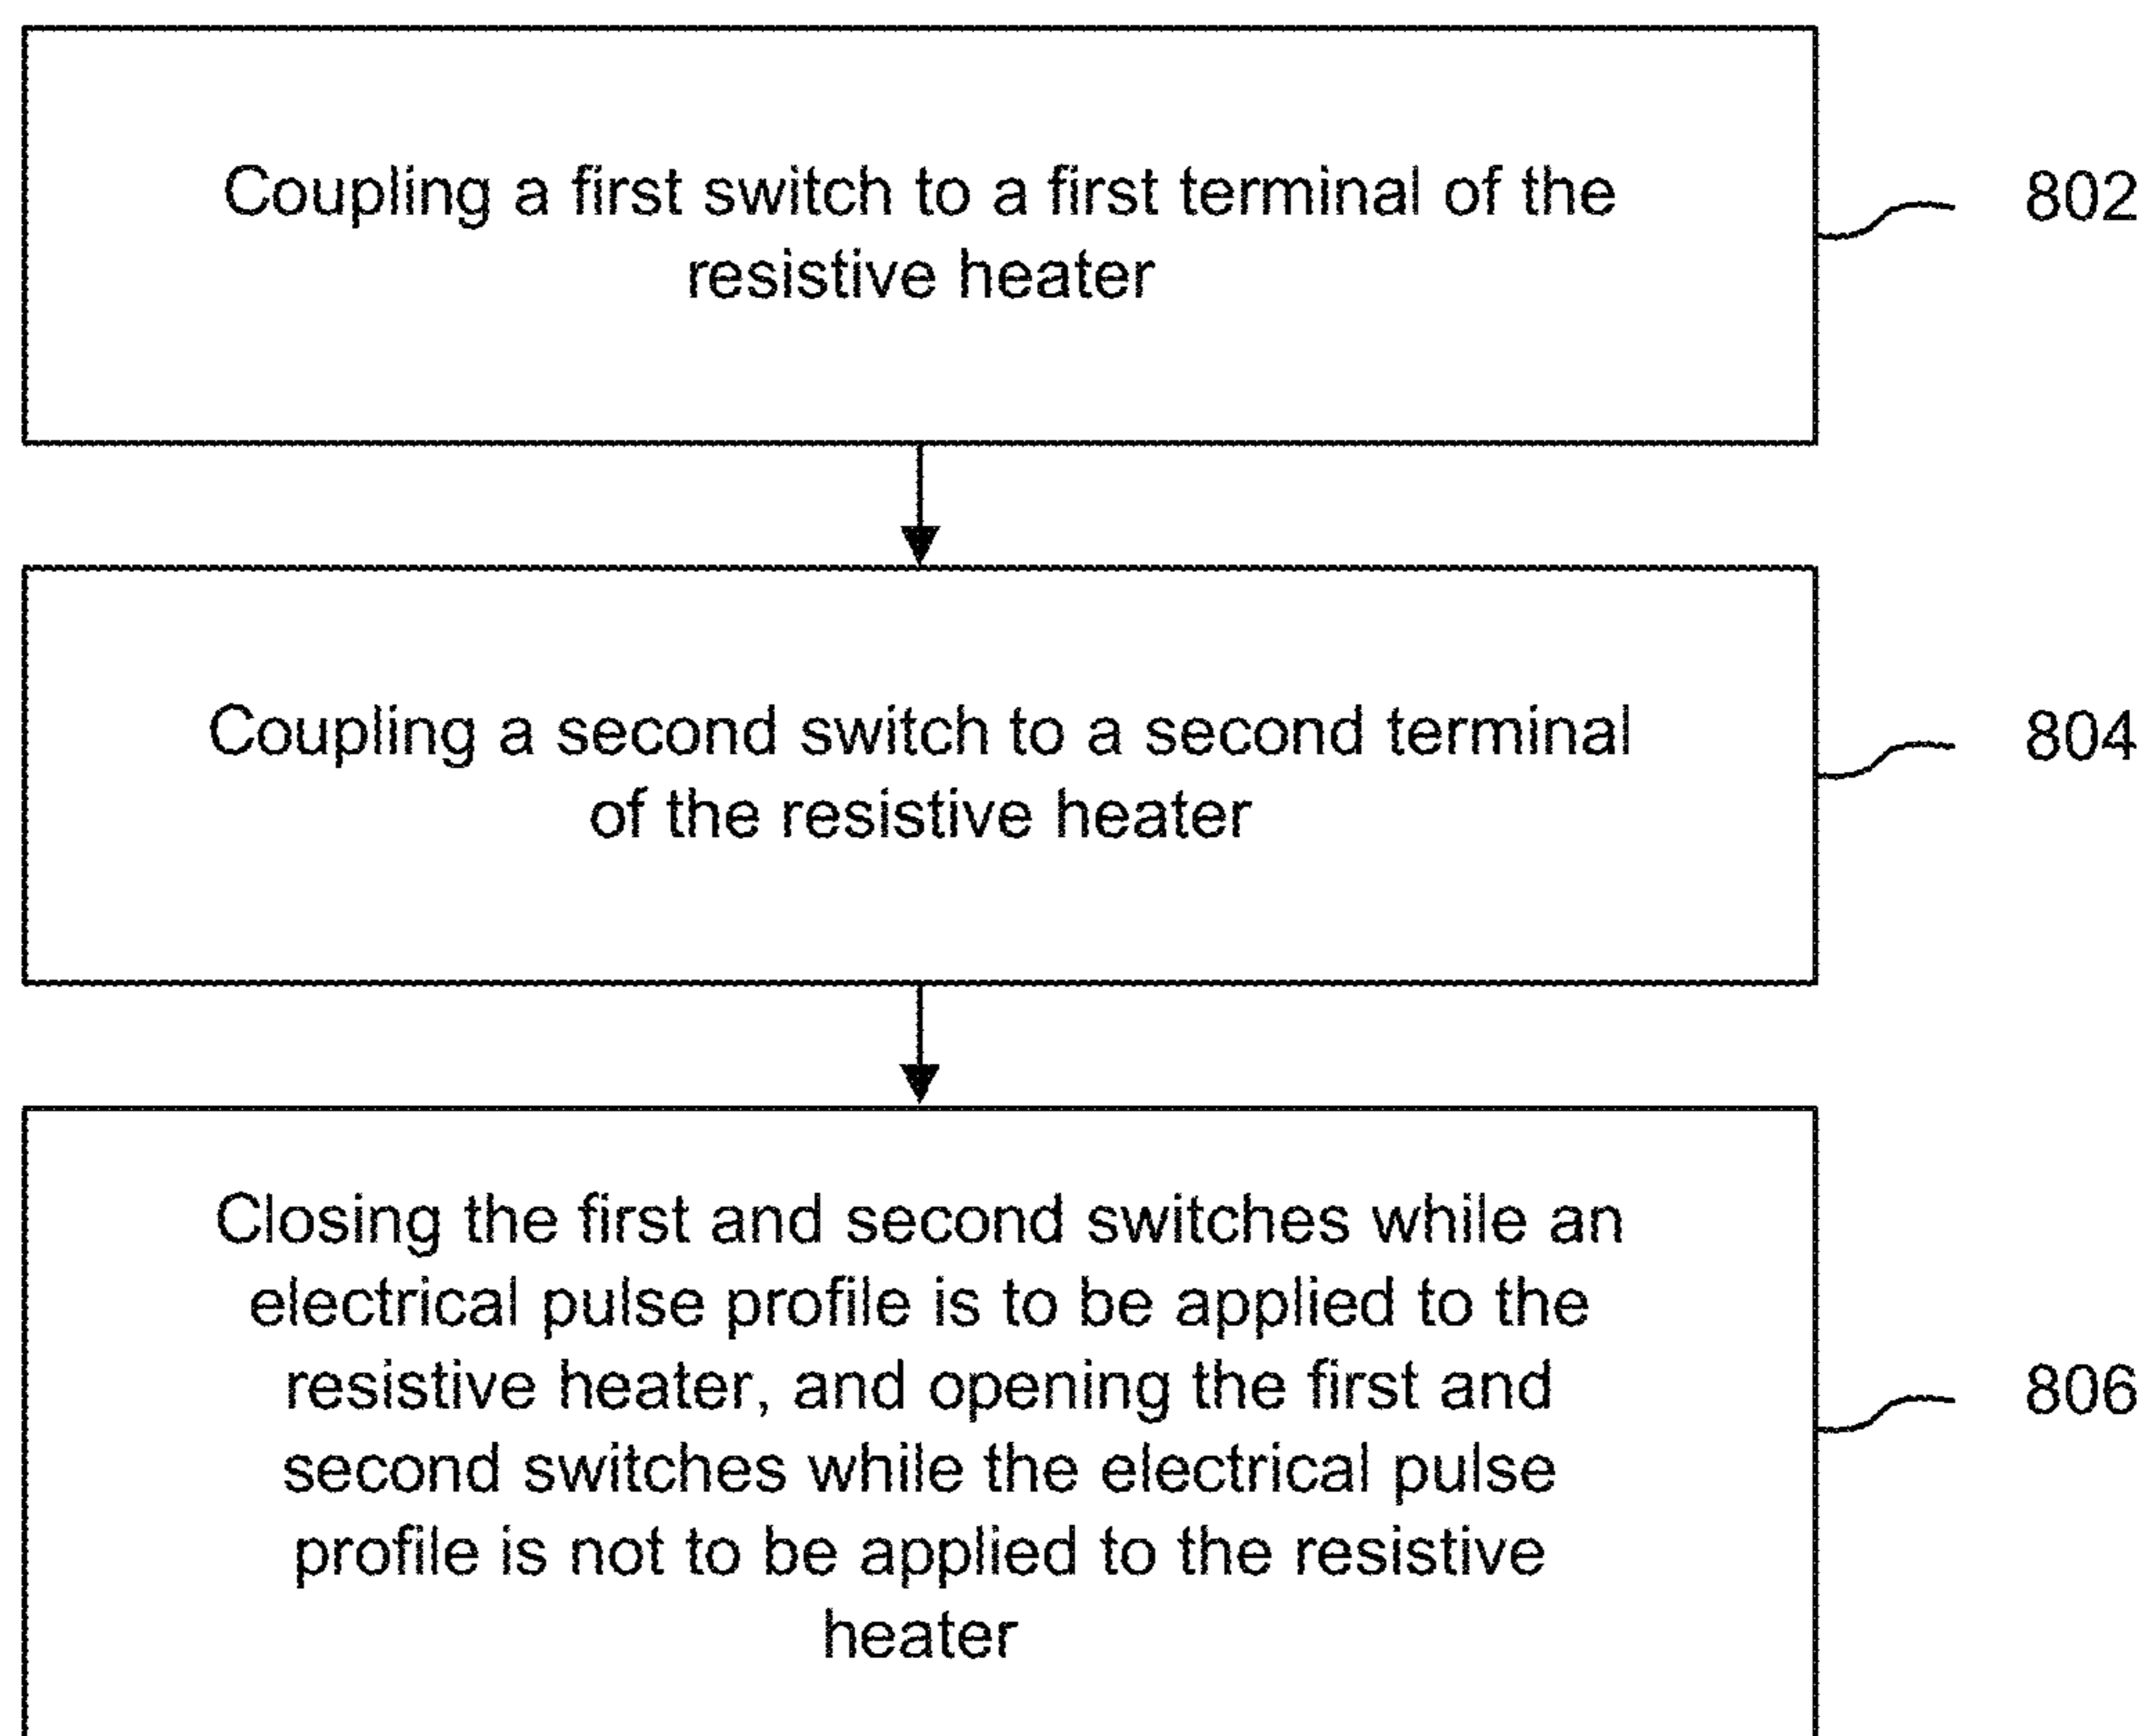 Coupling a first switch to a first terminal of the
resistive heater
802
Coupling a second switch to a second terminal
of the resistive heater
804
Closing the first and second switches while an
electrical pulse profile is to be applied to the
resistive heater, and opening the first and
second switches while the electrical pulse
profile is not to be applied to the resistive
heater
806